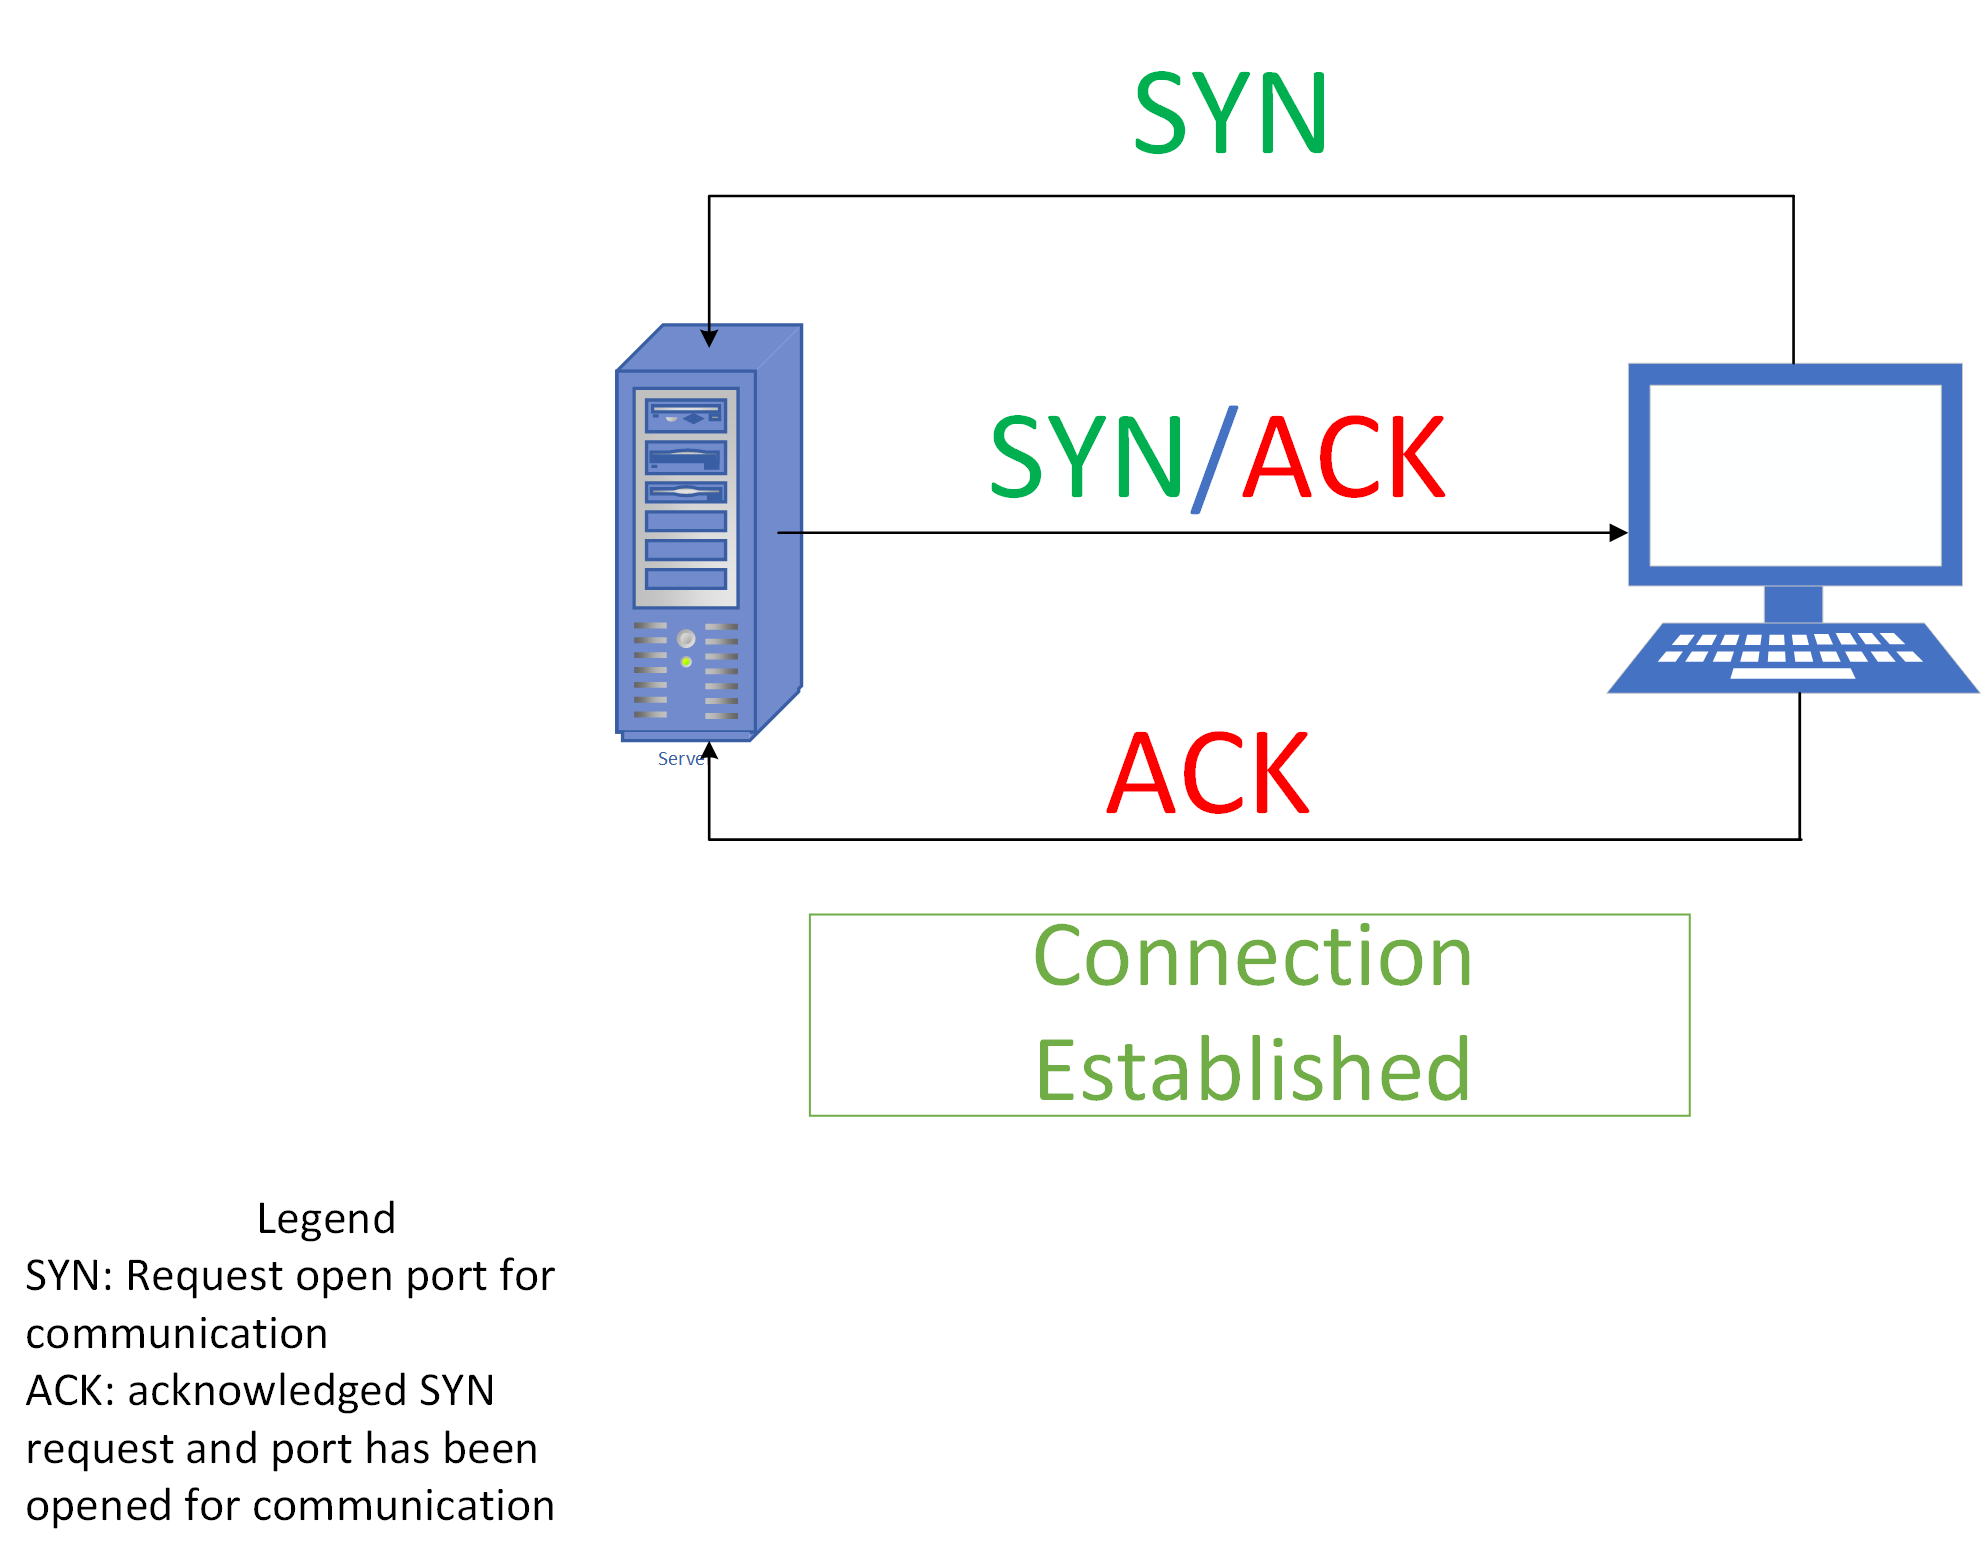 SYN
SYN/ACK
Serve
ACK
Connection
Established
Legend
SYN: Request open port for
communication
ACK: acknowledged SYN
request and port has been
opened for communication